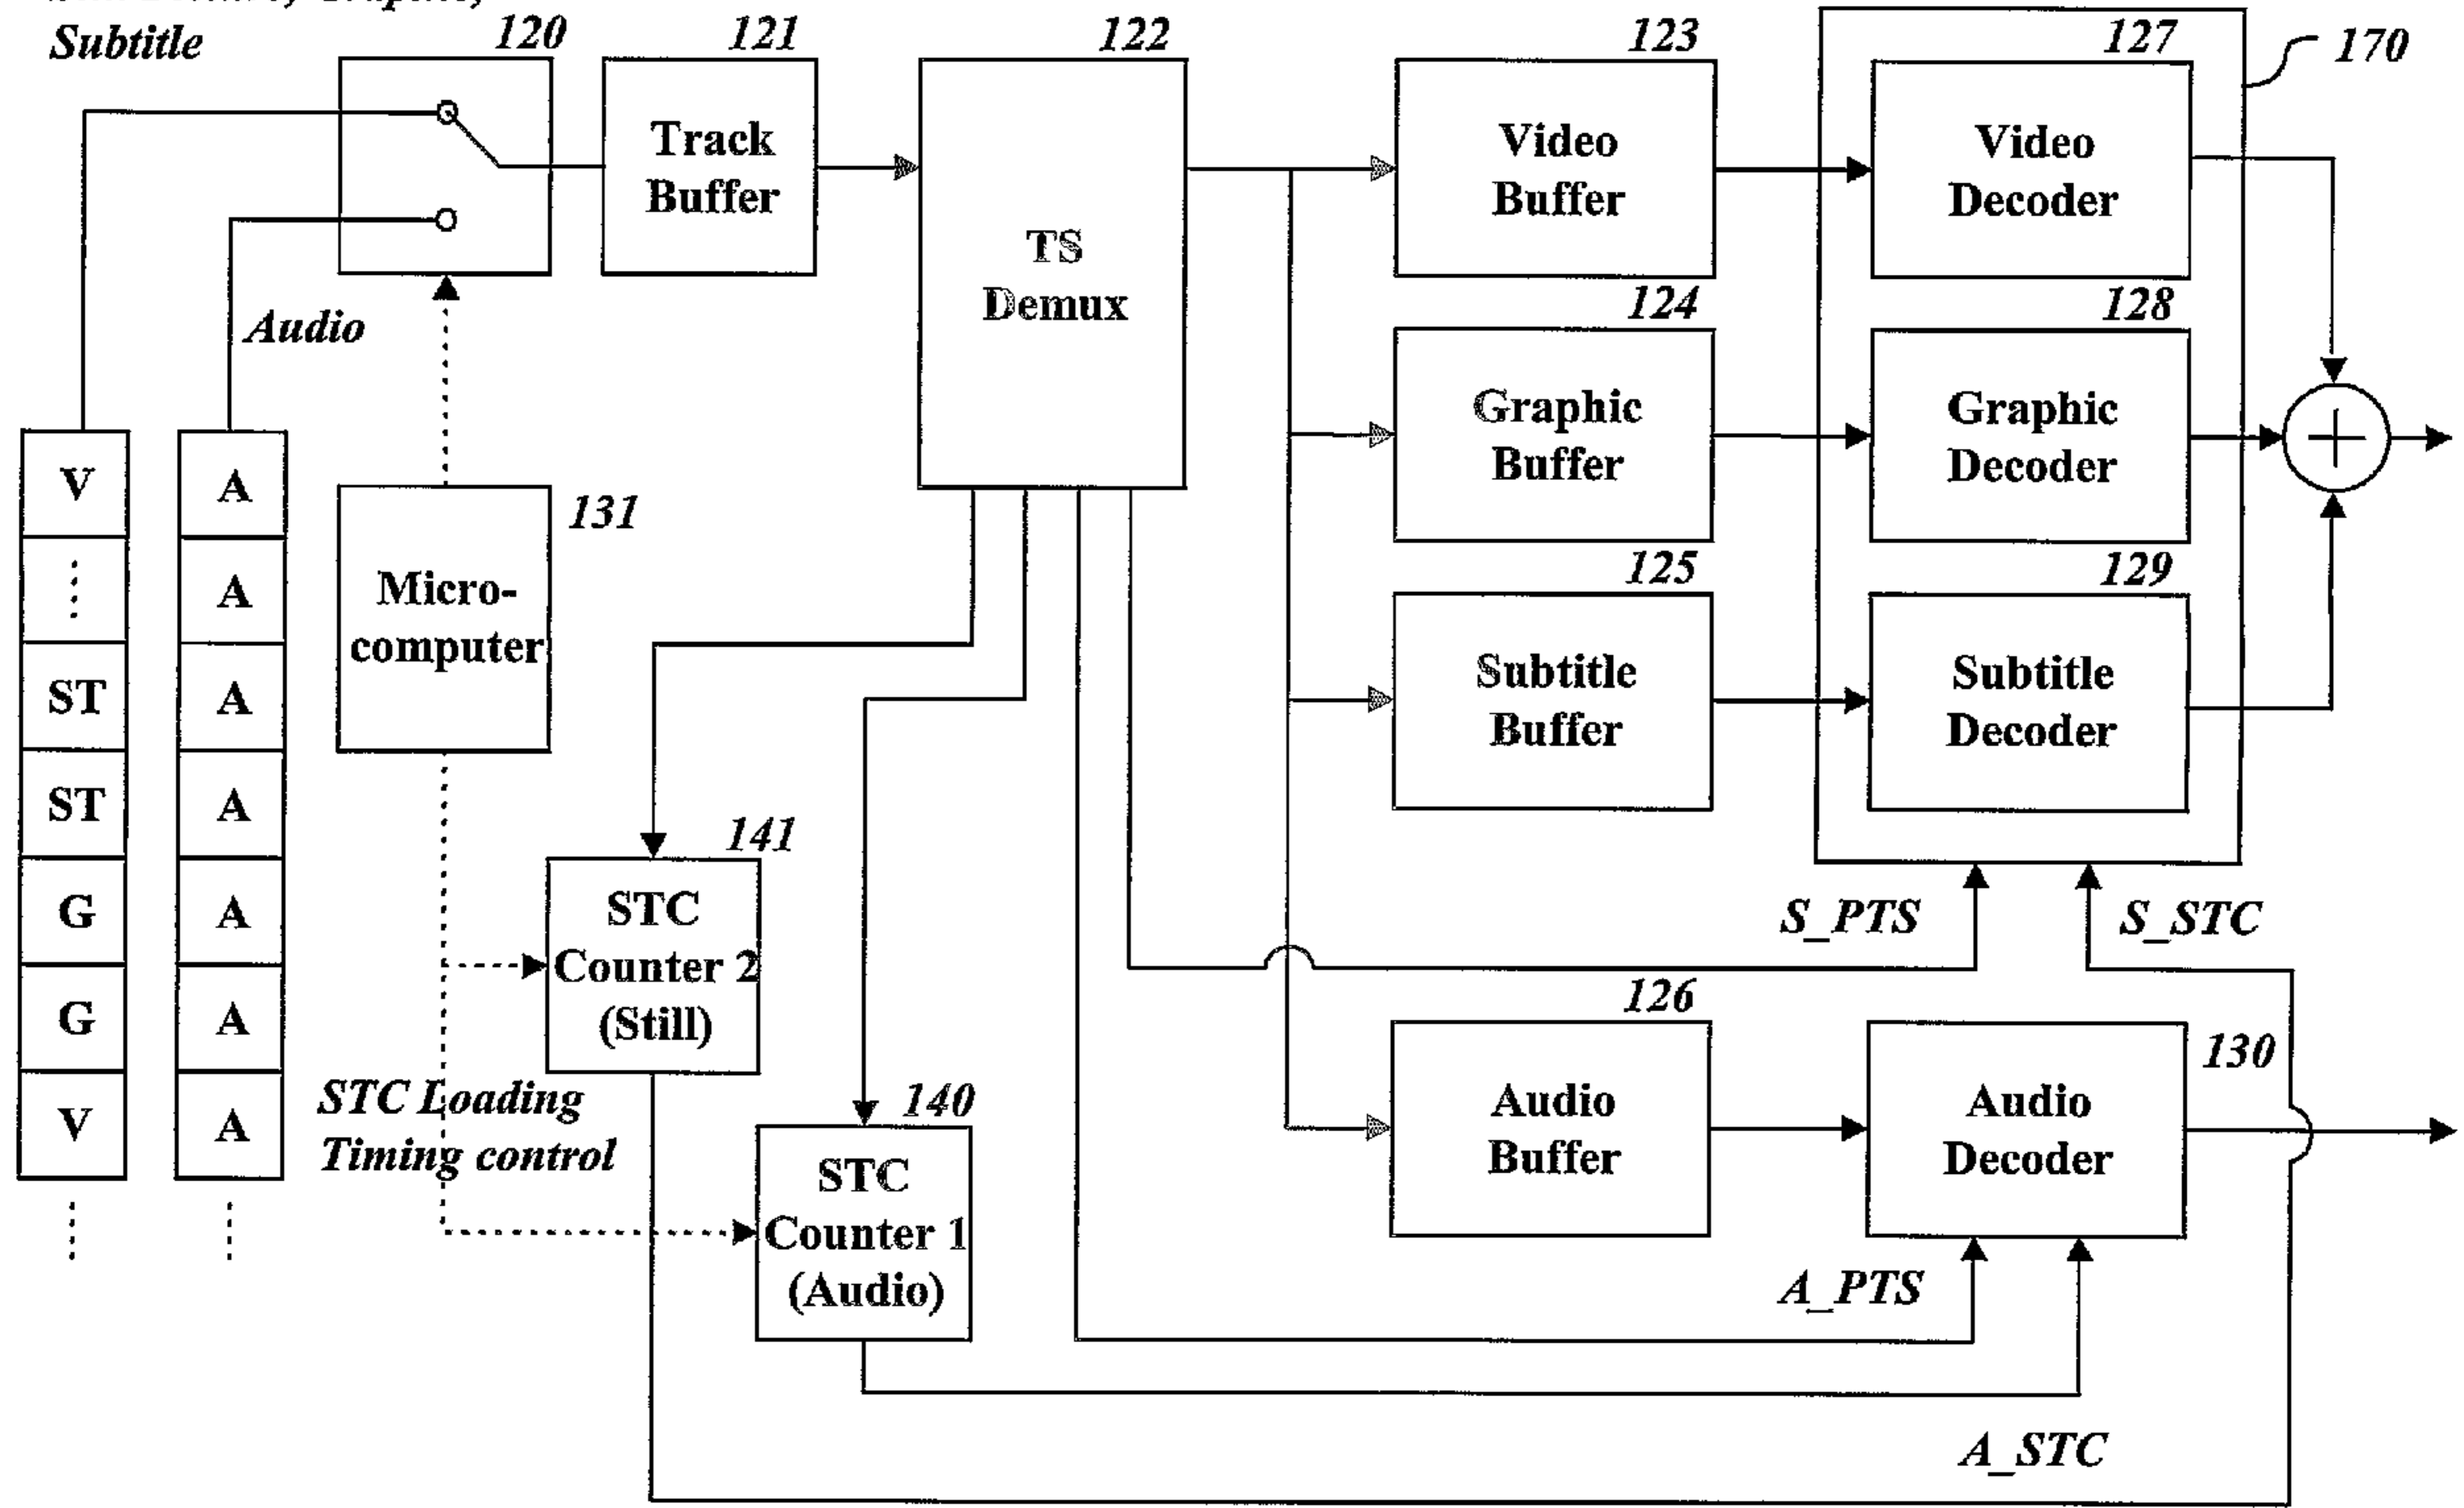 Subtitle
120
121
122
123
127
170
Track
Buffer
TS
Demux
Video
Buffer
Video
Decoder
Audio
124
128
Graphic
Buffer
Graphic
Decoder
+
V
A
131
Micro-
computer
A
ST
A
ST
A
G
A
G
A
V
A
125
129
Subtitle
Buffer
Subtitle
Decoder
141
STC
Counter 2
(Still)
S_PTS
S_STC
STC Loading
Timing control
140
STC
Counter 1
(Audio)
126
130
Audio
Buffer
Audio
Decoder
A_PTS
A_STC